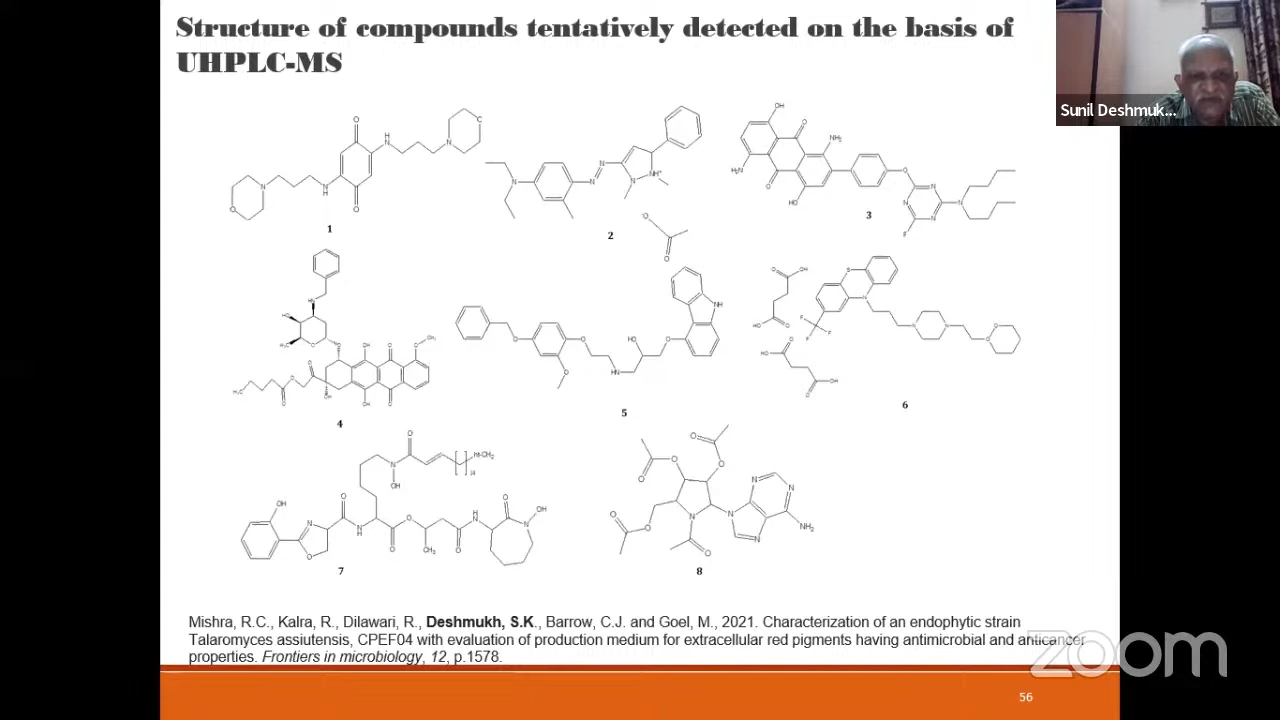 Structure of compounds tentatively detected on the basis of
UHPLC-MS
Sunil Deshmuk...
1
2
3
4
5
6
7
8
Mishra, R.C., Kalra, R., Dilawari, R., Deshmukh, S.K., Barrow, C.J. and Goel, M., 2021. Characterization of an endophytic strain
Talaromyces assiutensis, CPEF04 with evaluation of production medium for extracellular red pigments having antimicrobial and anticancer
properties. Frontiers in microbiology, 12, p.1578.
zoom
56